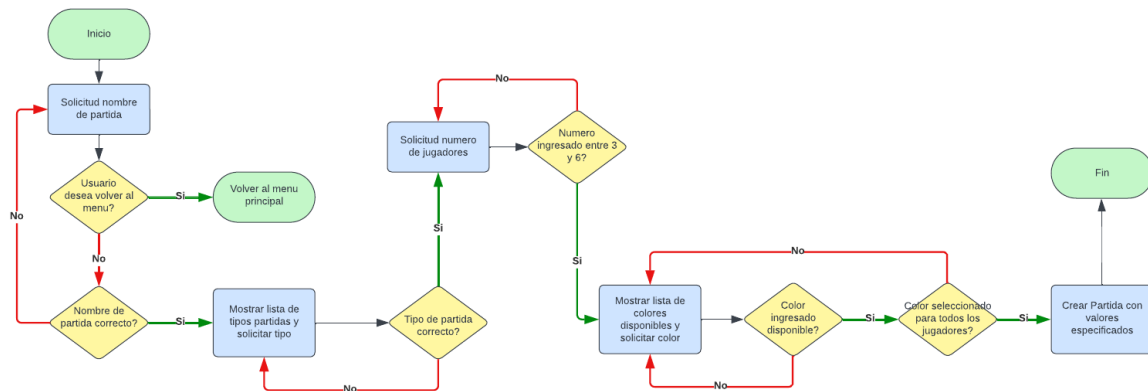 Inicio
Solicitud nombre
de partida
Usuario
desea volver al
menu?
Si
Volver al menu
principal
No
No
Nombre de
partida correcto?
Si
Mostrar lista de
tipos partidas y
solicitar tipo
Tipo de partida
correcto?
No
Si
Solicitud numero
de jugadores
Numero
ingresado entre 3
y 6?
No
Si
Mostrar lista de
colores
disponibles y
solicitar color
Color
ingresado
disponible?
No
Si
Color seleccionado
para todos los
jugadores?
No
Si
Crear Partida con
valores
especificados
Fin